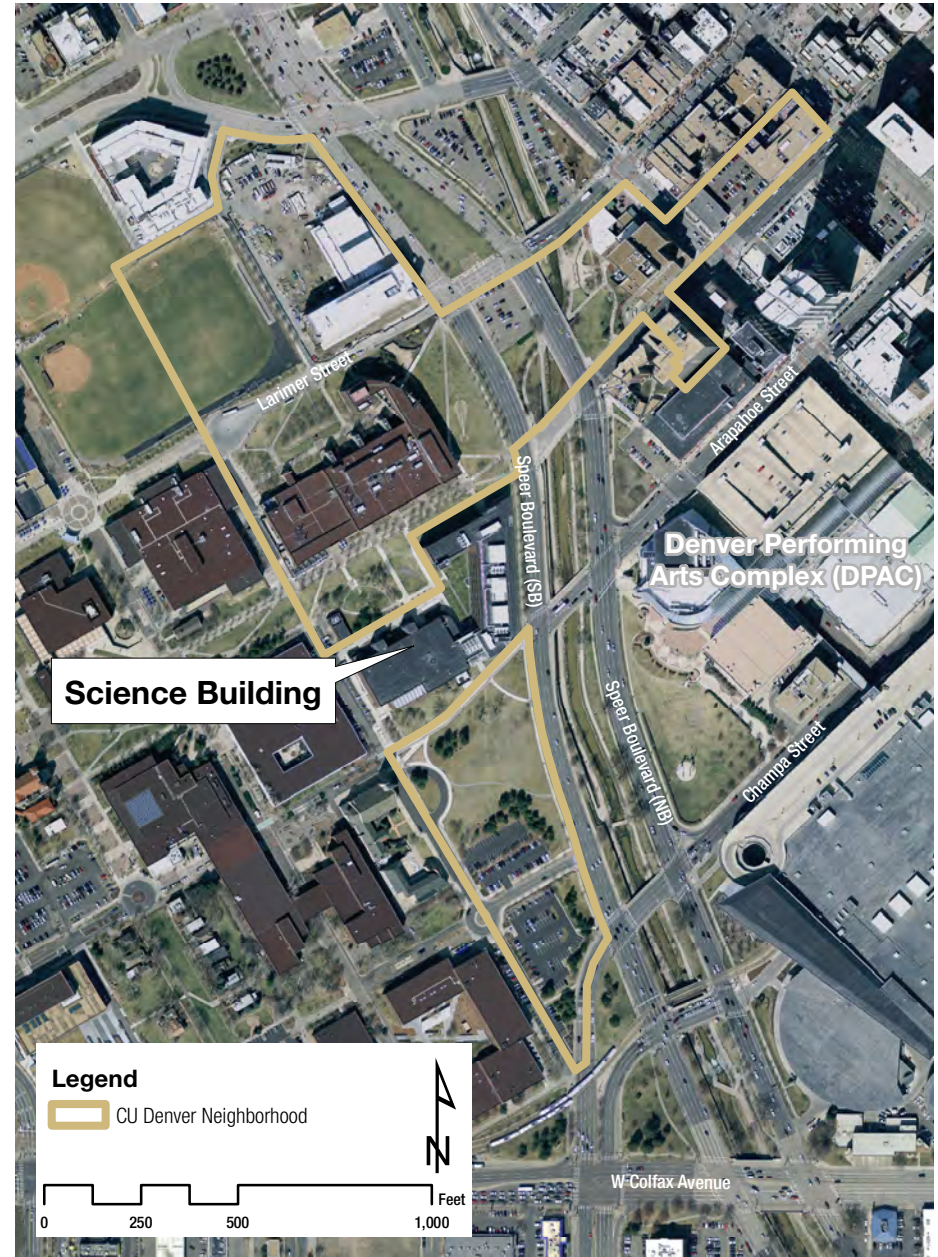 Larimer Street
Arapahoe Street
Speer Boulevard (SB)
Denver Performing
Arts Complex (DPAC)
Science Building
Speer Boulevard (NB)
Champa Street
Legend
CU Denver Neighborhood
N
Feet
0 250 500 1,000
W Colfax Avenue